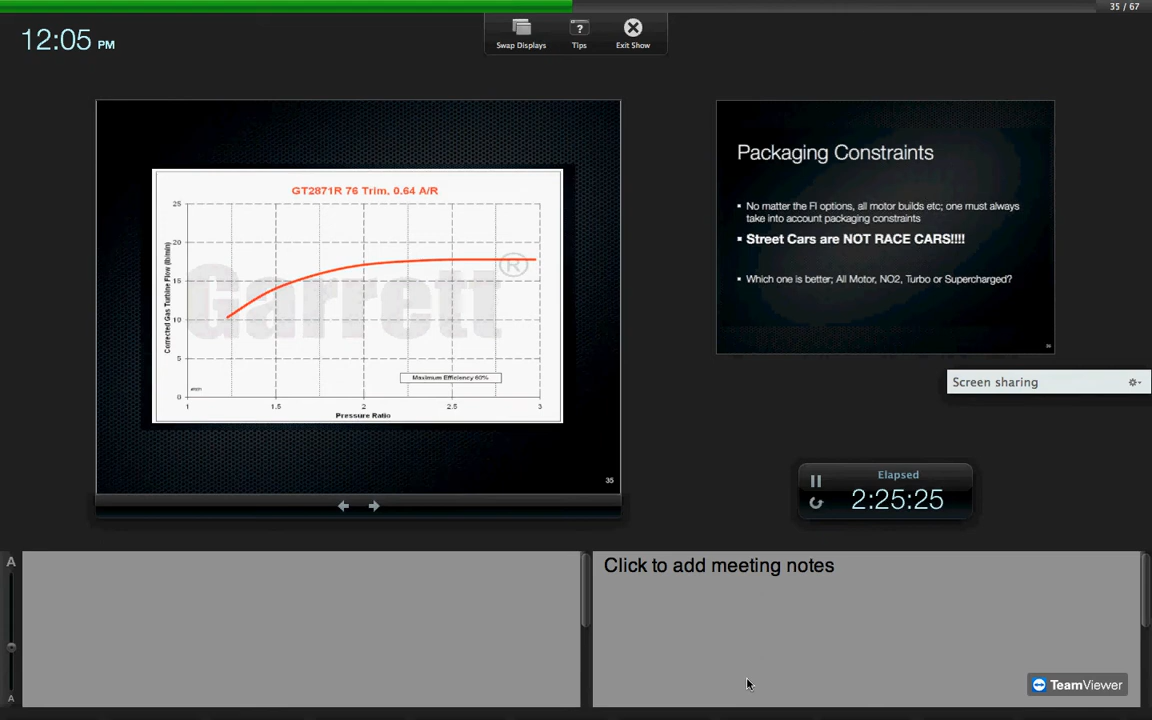 35 / 67
12:05 PM
Swap Displays
Tips
Exit Show
GT2871R 76 Trim, 0.64 A/R
Garrett®
Corrected Gas Turbine Flow (lb/min)
25
20
15
10
5
0
Maximum Efficiency 60%
1
1.5
2
2.5
3
Pressure Ratio
35
Packaging Constraints
▪ No matter the FI options, all motor builds etc; one must always
take into account packaging constraints
▪ Street Cars are NOT RACE CARS!!!!
▪ Which one is better; All Motor, NO2, Turbo or Supercharged?
Screen sharing
Elapsed
2:25:25
A
A
Click to add meeting notes
TeamViewer